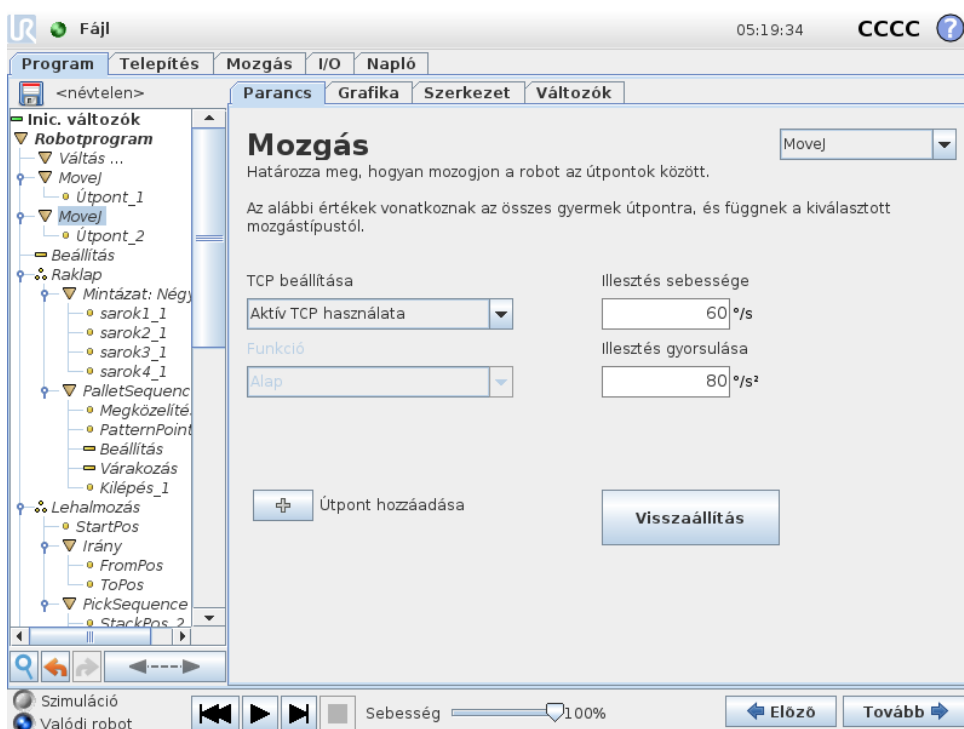 UR Fájl 05:19:34 CCCC ?
Program Telepítés Mozgás I/O Napló
<névtelen>
Parancs Grafika Szerkezet Változók
Inic. változók
Robotprogram
Váltás ...
MoveJ
Útpont_1
MoveJ
Útpont_2
Beállítás
Raklap
Mintázat: Négy
sarok1_1
sarok2_1
sarok3_1
sarok4_1
PalletSequenc
Megközelíté
PatternPoint
Beállítás
Várakozás
Kilépés_1
Lehalmozás
StartPos
Irány
FromPos
ToPos
PickSequence
StackPos_2
Mozgás
MoveJ
Határozza meg, hogyan mozogjon a robot az útpontok között.
Az alábbi értékek vonatkoznak az összes gyermek útpontra, és függnek a kiválasztott
mozgástípustól.
TCP beállítása
Aktív TCP használata
Funkció
Alap
Illesztés sebessége
60 °/s
Illesztés gyorsulása
80 °/s²
Útpont hozzáadása
Visszaállítás
Szimuláció
Valódi robot
Sebesség 100%
Előző
Tovább